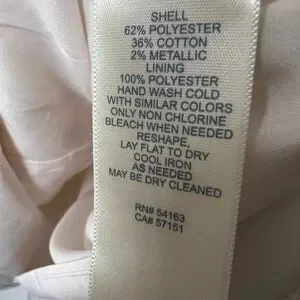 SHELL
62% POLYESTER
36% COTTON
2% METALLIC
LINING
100% POLYESTER
HAND WASH COLD
WITH SIMILAR COLORS
ONLY NON CHLORINE
BLEACH WHEN NEEDED
RESHAPE,
LAY FLAT TO DRY
COOL IRON
AS NEEDED
MAY BE DRY CLEANED
RN# 54163
CA# 57151